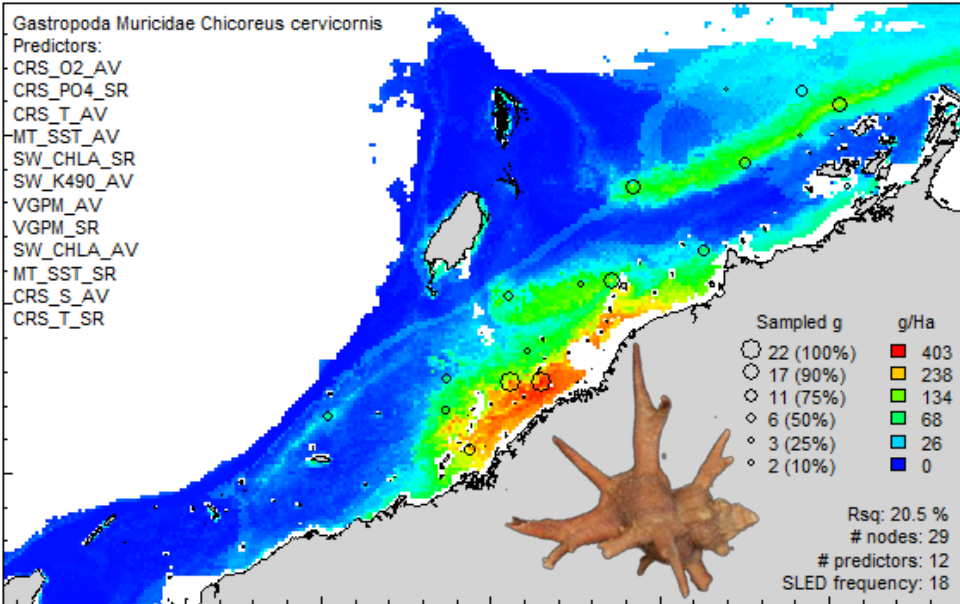 Gastropoda Muricidae Chicoreus cervicornis
Predictors:
CRS_O2_AV
CRS_PO4_SR
CRS_T_AV
MT_SST_AV
SW_CHLA_SR
SW_K490_AV
VGPM_AV
VGPM_SR
SW_CHLA_AV
MT_SST_SR
CRS_S_AV
CRS_T_SR
Sampled g
22 (100%)
17 (90%)
11 (75%)
6 (50%)
3 (25%)
2 (10%)
g/Ha
403
238
134
68
26
0
Rsq: 20.5 %
# nodes: 29
# predictors: 12
SLED frequency: 18